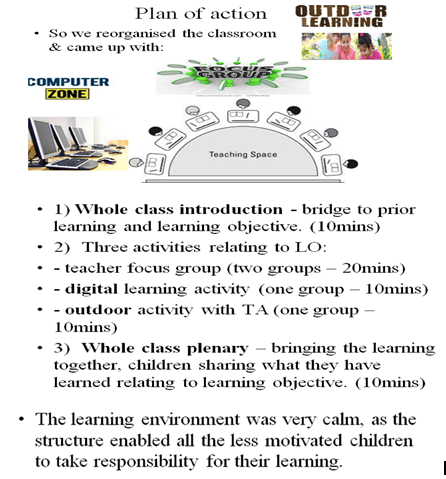 Plan of action
OUTDOOR
LEARNING
• So we reorganised the classroom
& came up with:
FOCUS
GROUP
COMPUTER
ZONE
Teaching Space
• 1) Whole class introduction - bridge to prior
learning and learning objective. (10mins)
• 2) Three activities relating to LO:
• - teacher focus group (two groups – 20mins)
• - digital learning activity (one group – 10mins)
• - outdoor activity with TA (one group –
10mins)
• 3) Whole class plenary – bringing the learning
together, children sharing what they have
learned relating to learning objective. (10mins)
• The learning environment was very calm, as the
structure enabled all the less motivated children
to take responsibility for their learning.